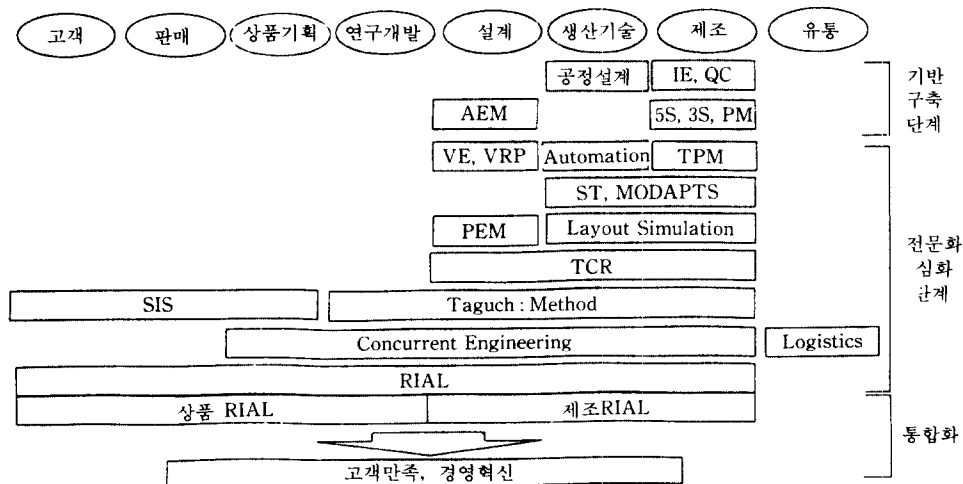 고객 판매 상품기획 연구개발 설계 생산기술 제조 유통
공정설계 IE, QC
기반
구축
단계
AEM 5S, 3S, PM
VE, VRP Automation TPM
ST, MODAPTS
PEM Layout Simulation
전문화
심화
단계
TCR
SIS Taguch : Method
Concurrent Engineering Logistics
RIAL
상품 RIAL 제조RIAL
통합화
고객만족, 경영혁신